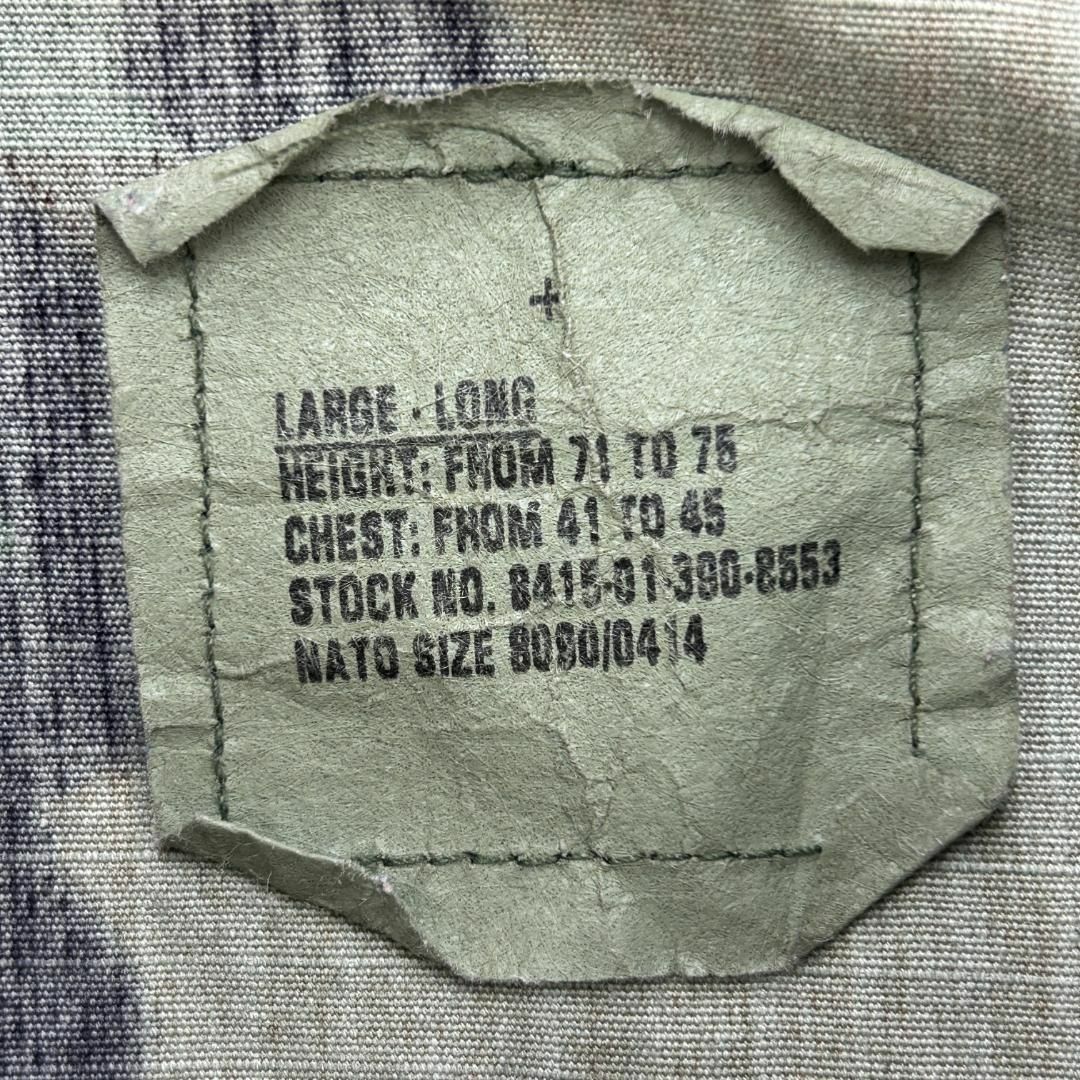 +
LARGE - LONG
HEIGHT: FROM 71 TO 75
CHEST: FROM 41 TO 45
STOCK NO. 8415-01-390-8553
NATO SIZE 8090/0414